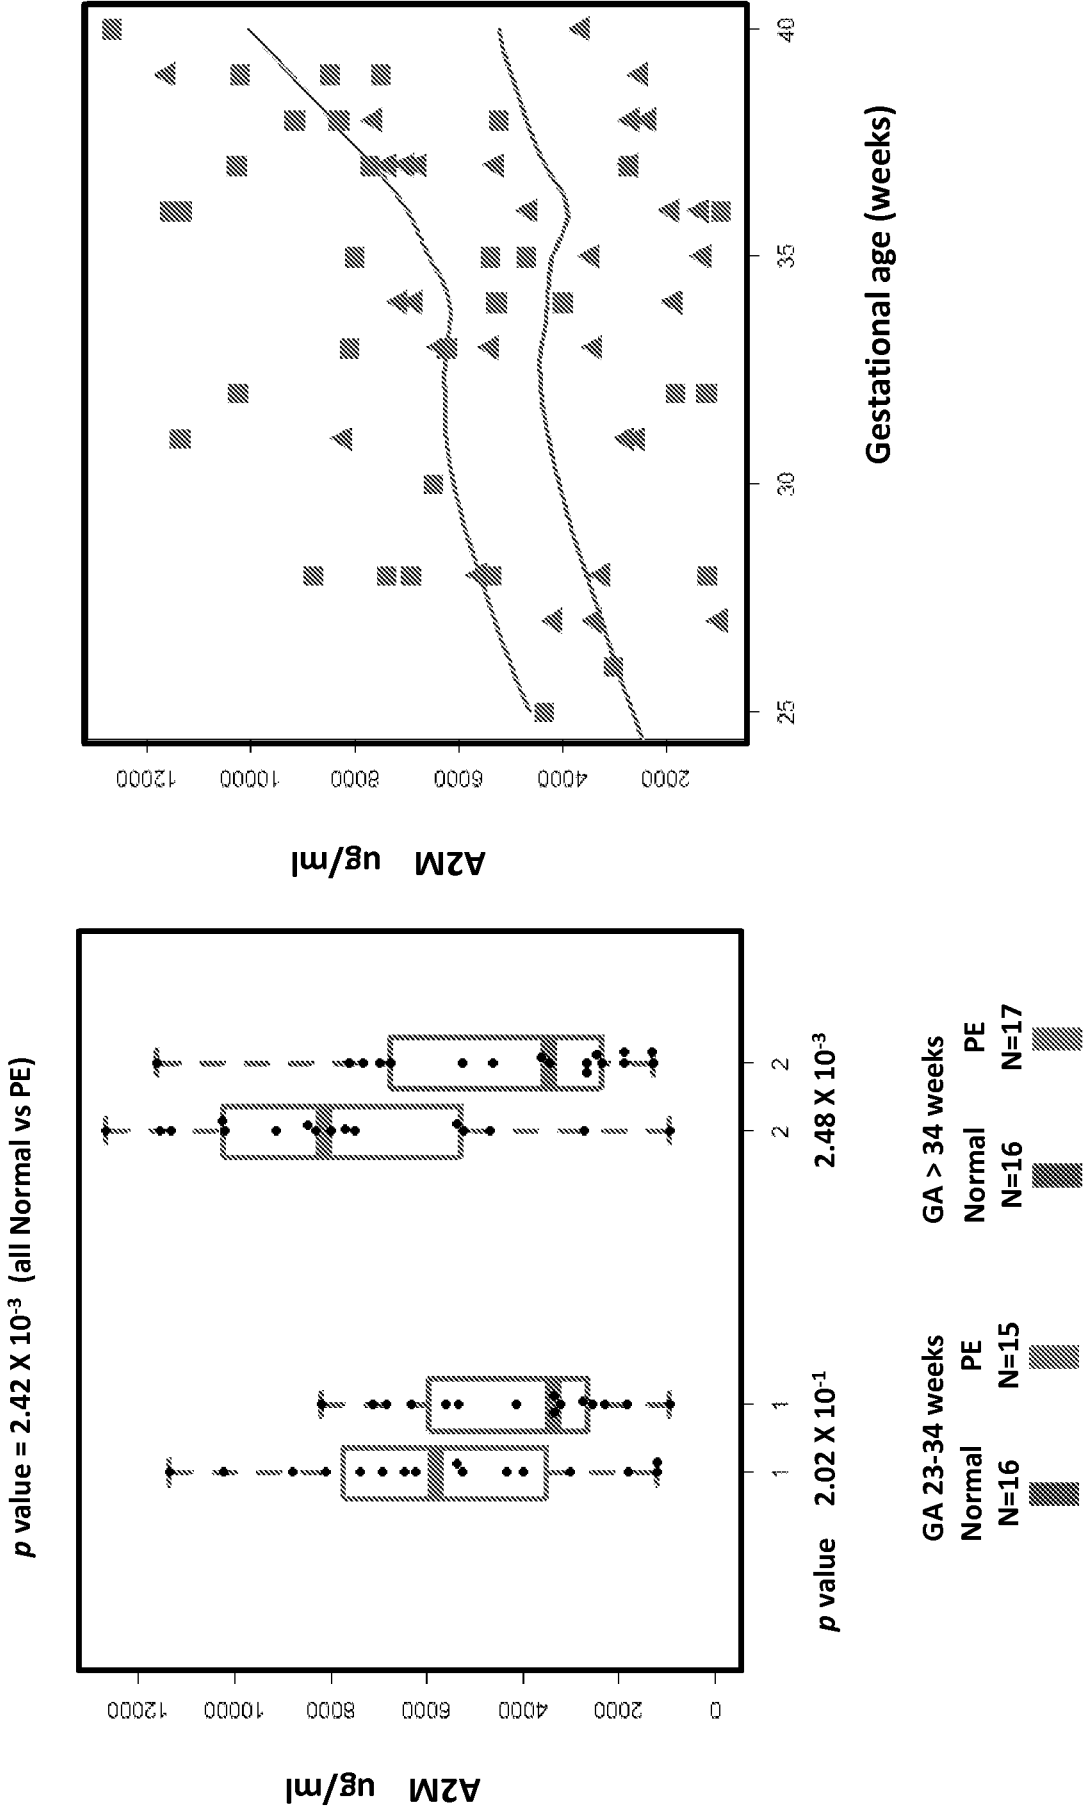 p value = 2.42 X 10-3 (all Normal vs PE)
A2M ug/ml
12000
10000
8000
6000
4000
2000
0
1
1
2
2
p value 2.02 X 10-1
2.48 X 10-3
GA 23-34 weeks
Normal PE
N=16 N=15
GA > 34 weeks
Normal PE
N=16 N=17
A2M ug/ml
12000
10000
8000
6000
4000
2000
25
30
35
40
Gestational age (weeks)